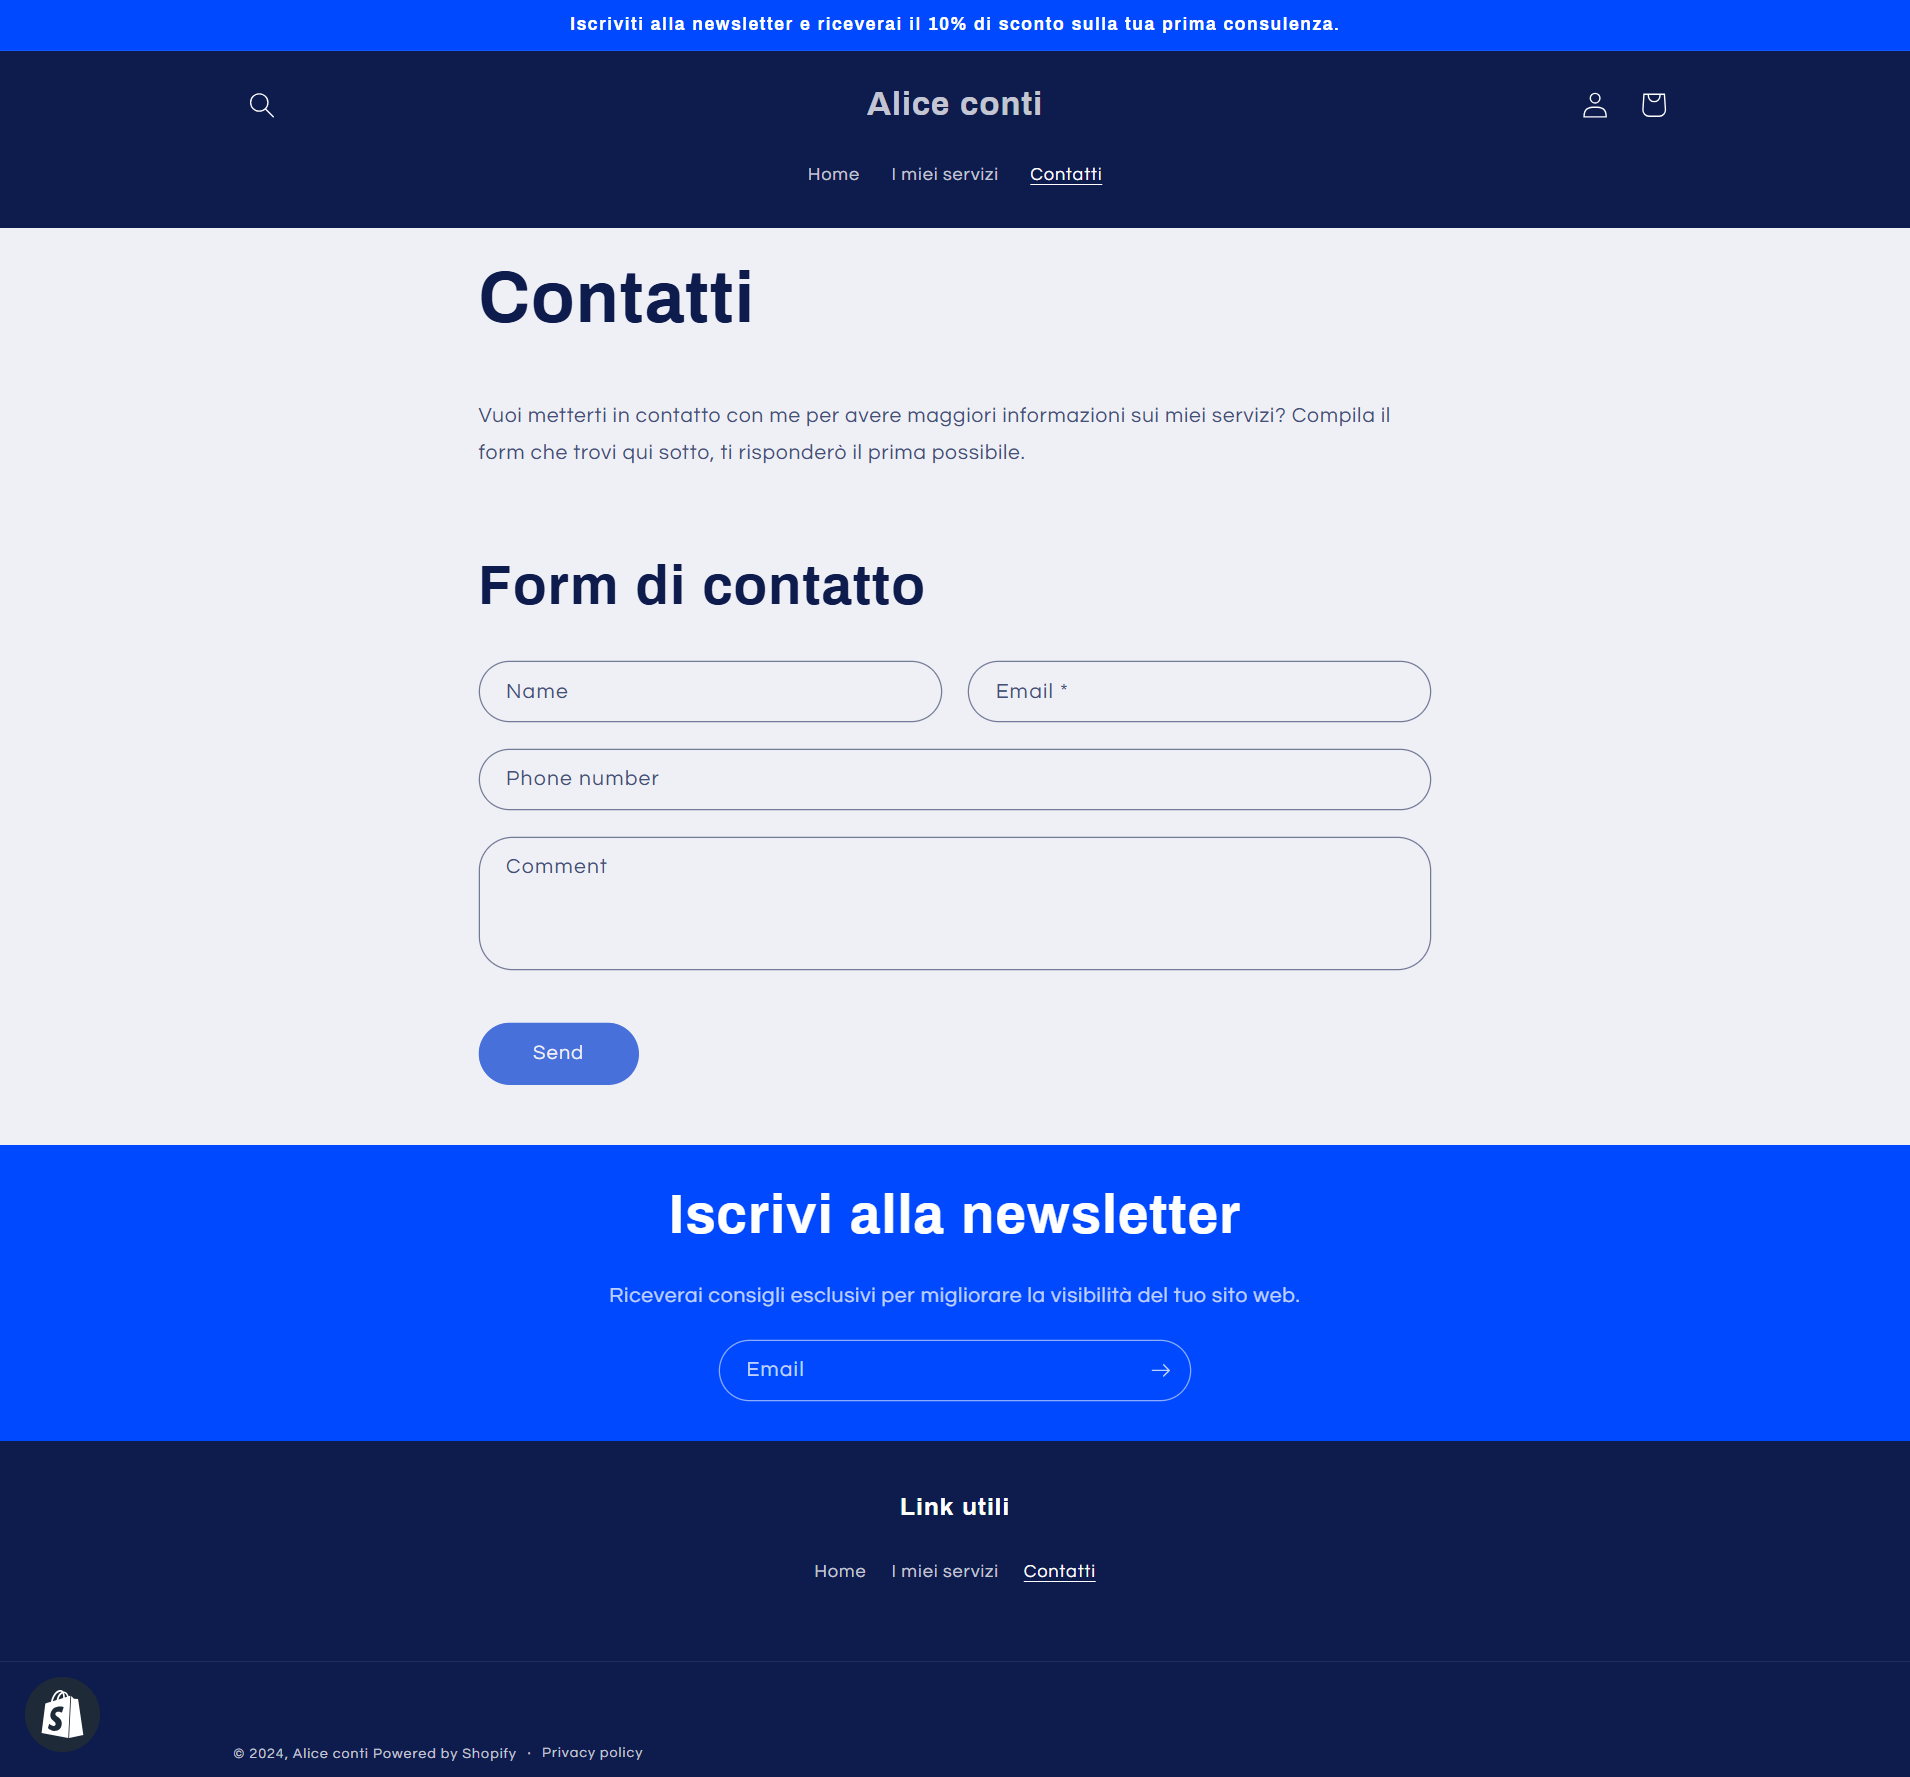 Iscriviti alla newsletter e riceverai il 10% di sconto sulla tua prima consulenza.
Alice conti
Home I miei servizi Contatti
Contatti
Vuoi metterti in contatto con me per avere maggiori informazioni sui miei servizi? Compila il
form che trovi qui sotto, ti risponderò il prima possibile.
Form di contatto
Name Email *
Phone number
Comment
Send
Iscrivi alla newsletter
Riceverai consigli esclusivi per migliorare la visibilità del tuo sito web.
Email
Link utili
Home I miei servizi Contatti
© 2024, Alice conti Powered by Shopify · Privacy policy